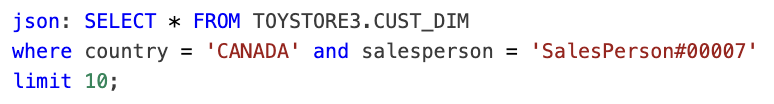 json: SELECT * FROM TOYSTORE3.CUST_DIM
where country = 'CANADA' and salesperson = 'SalesPerson#00007'
limit 10;